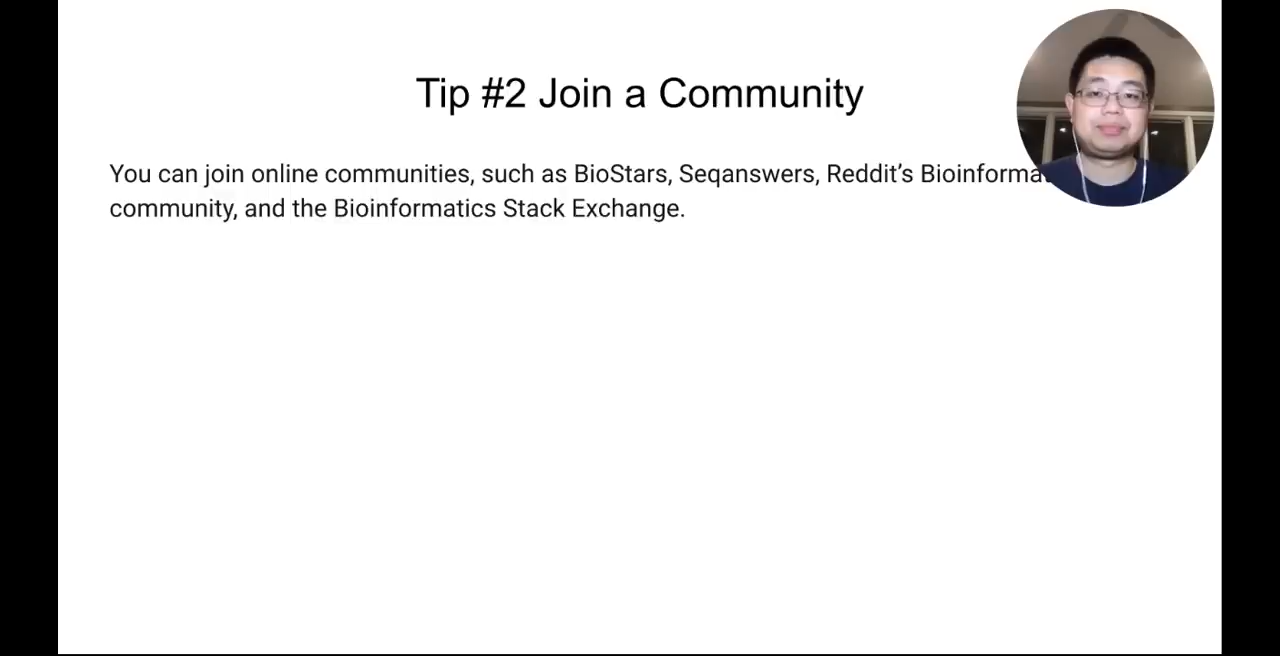 Tip #2 Join a Community
You can join online communities, such as BioStars, Seqanswers, Reddit’s
community, and the Bioinformatics Stack Exchange.